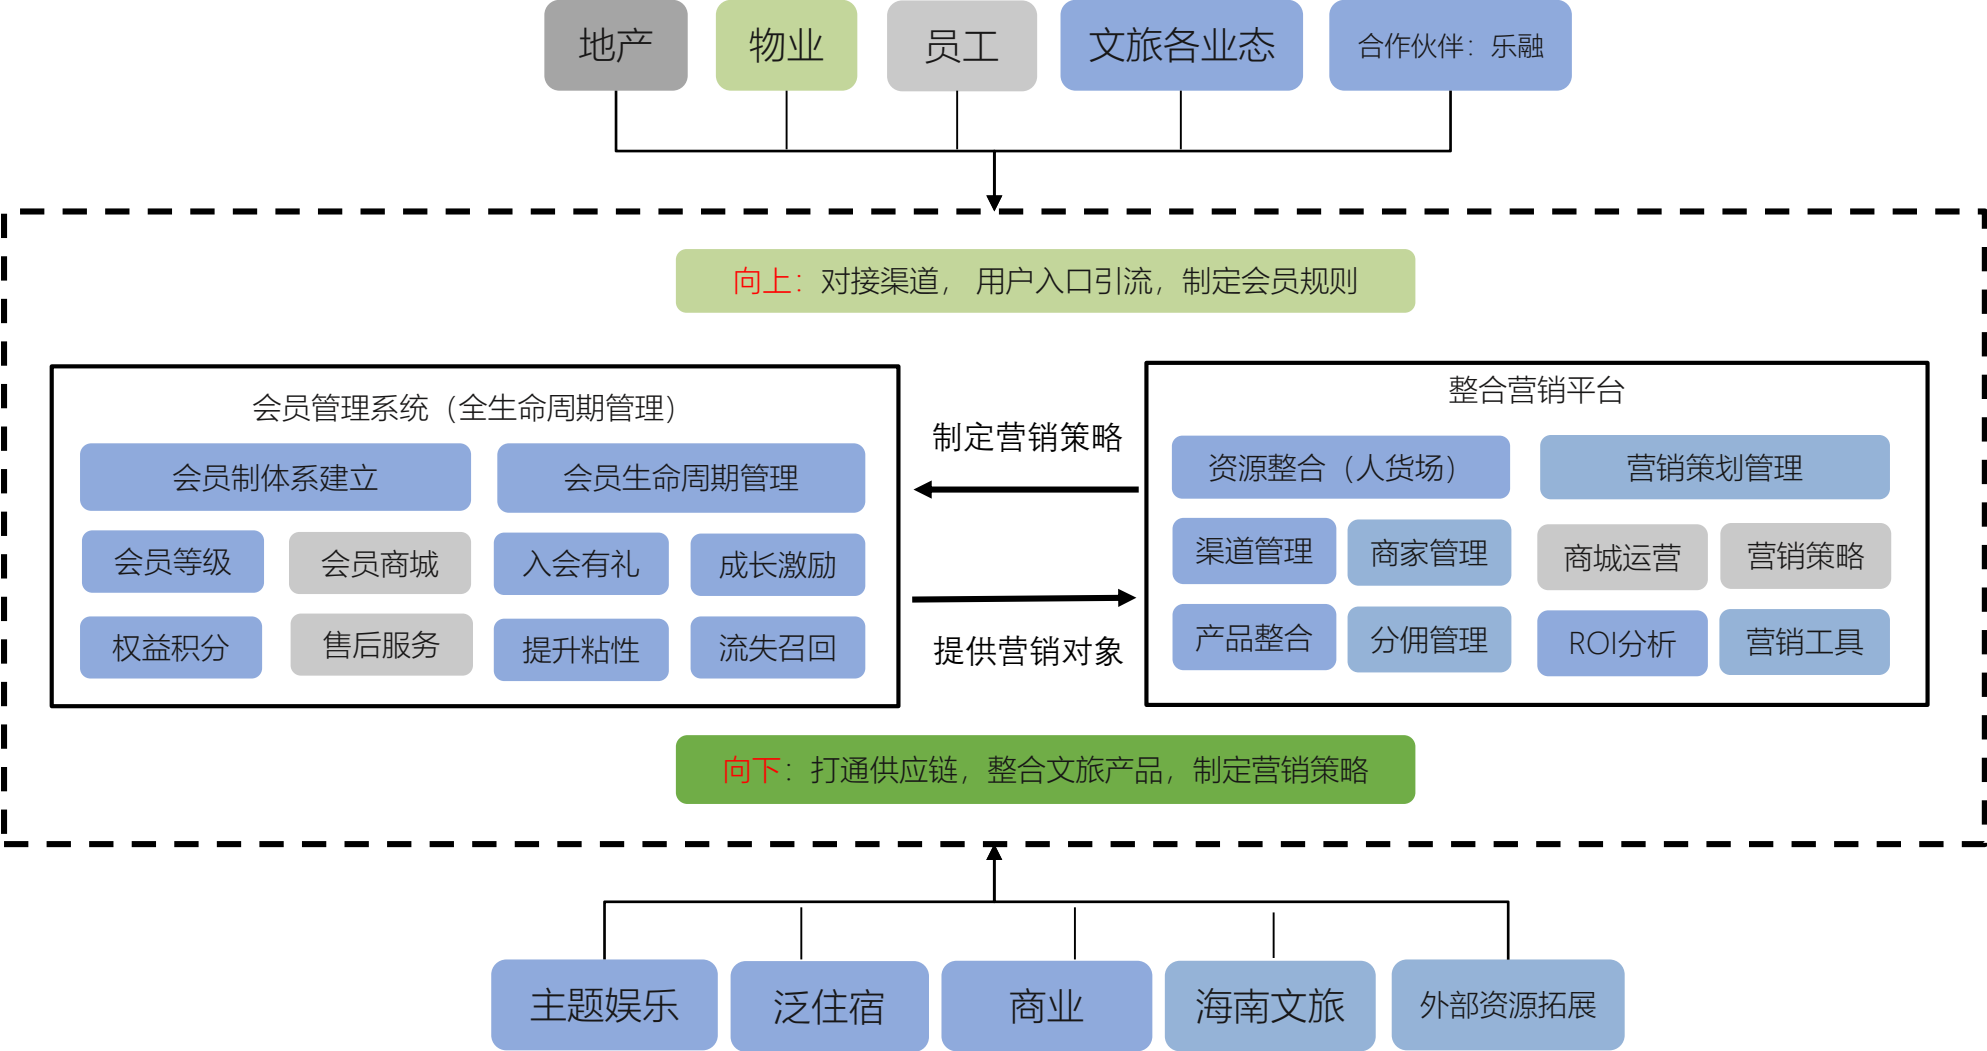 地产
物业
员工
文旅各业态
合作伙伴：乐融
向上：对接渠道， 用户入口引流，制定会员规则
会员管理系统（全生命周期管理）
会员制体系建立
会员生命周期管理
会员等级
会员商城
入会有礼
成长激励
权益积分
售后服务
提升粘性
流失召回
制定营销策略
提供营销对象
整合营销平台
资源整合（人货场）
营销策划管理
渠道管理
商家管理
商城运营
营销策略
产品整合
分佣管理
ROI分析
营销工具
向下：打通供应链，整合文旅产品，制定营销策略
主题娱乐
泛住宿
商业
海南文旅
外部资源拓展